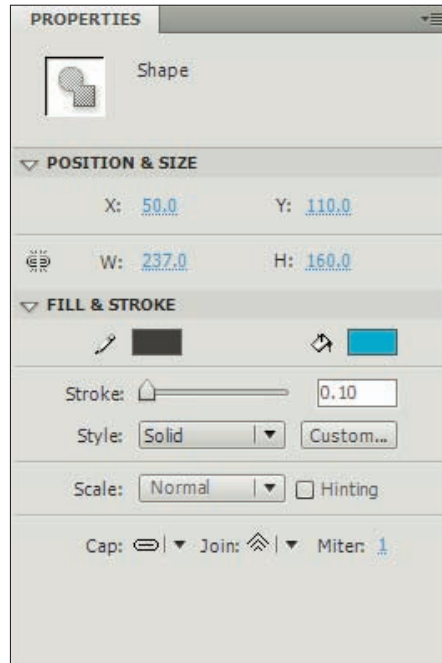 PROPERTIES
Shape
POSITION & SIZE
X: 50.0 Y: 110.0
W: 237.0 H: 160.0
FILL & STROKE
Stroke: 0.10
Style: Solid Custom...
Scale: Normal Hinting
Cap: Join: Miter: 1